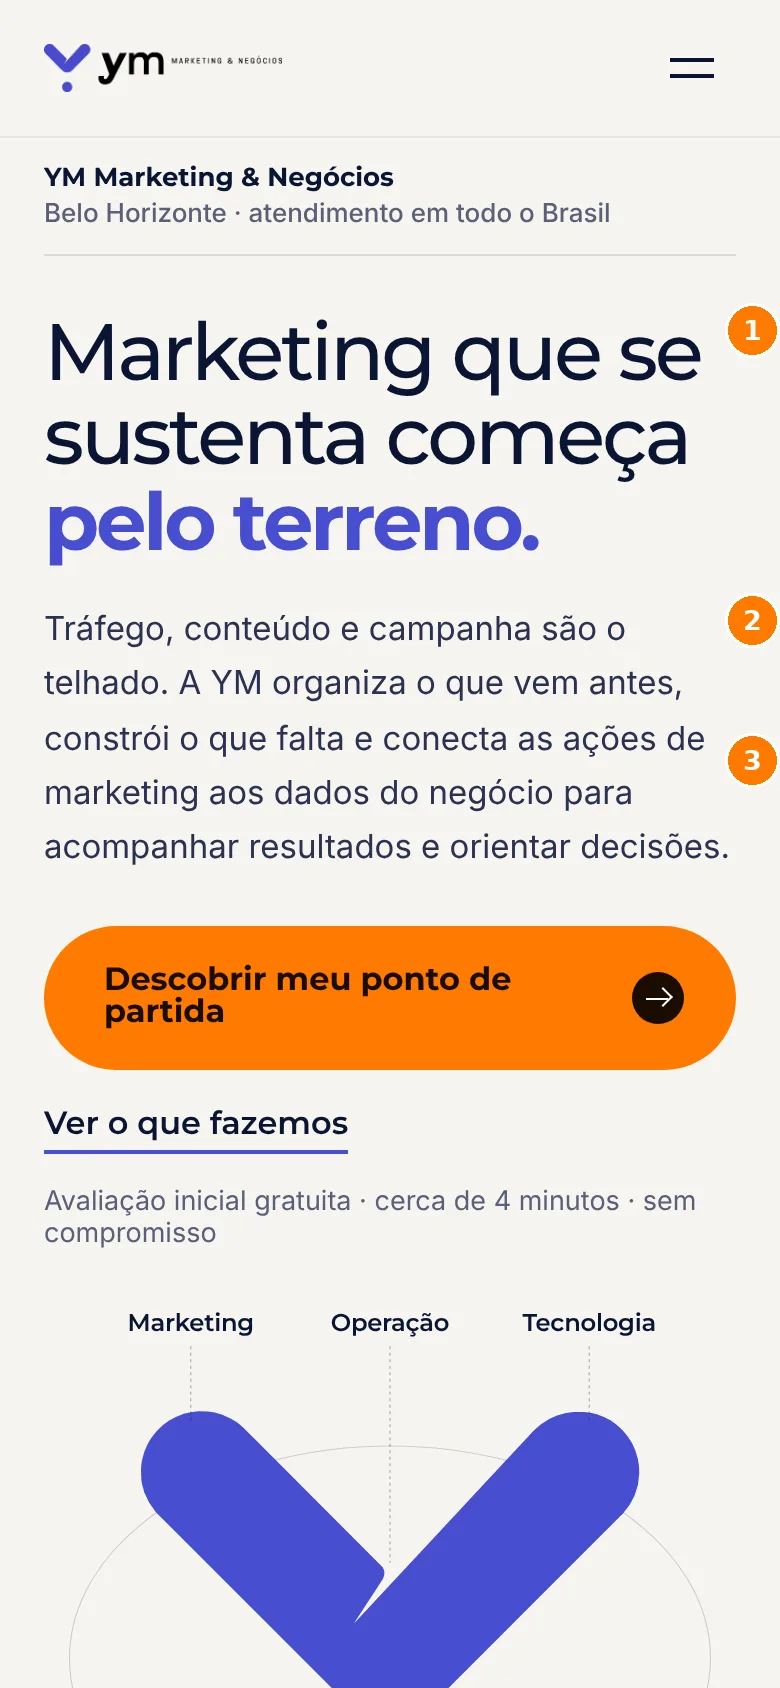 ym MARKETING & NEGÓCIOS
YM Marketing & Negócios
Belo Horizonte · atendimento em todo o Brasil
Marketing que se
1
sustenta começa
pelo terreno.
Tráfego, conteúdo e campanha são o
2
telhado. A YM organiza o que vem antes,
constrói o que falta e conecta as ações de
3
marketing aos dados do negócio para
acompanhar resultados e orientar decisões.
Descobrir meu ponto de
partida
Ver o que fazemos
Avaliação inicial gratuita · cerca de 4 minutos · sem
compromisso
Marketing Operação Tecnologia